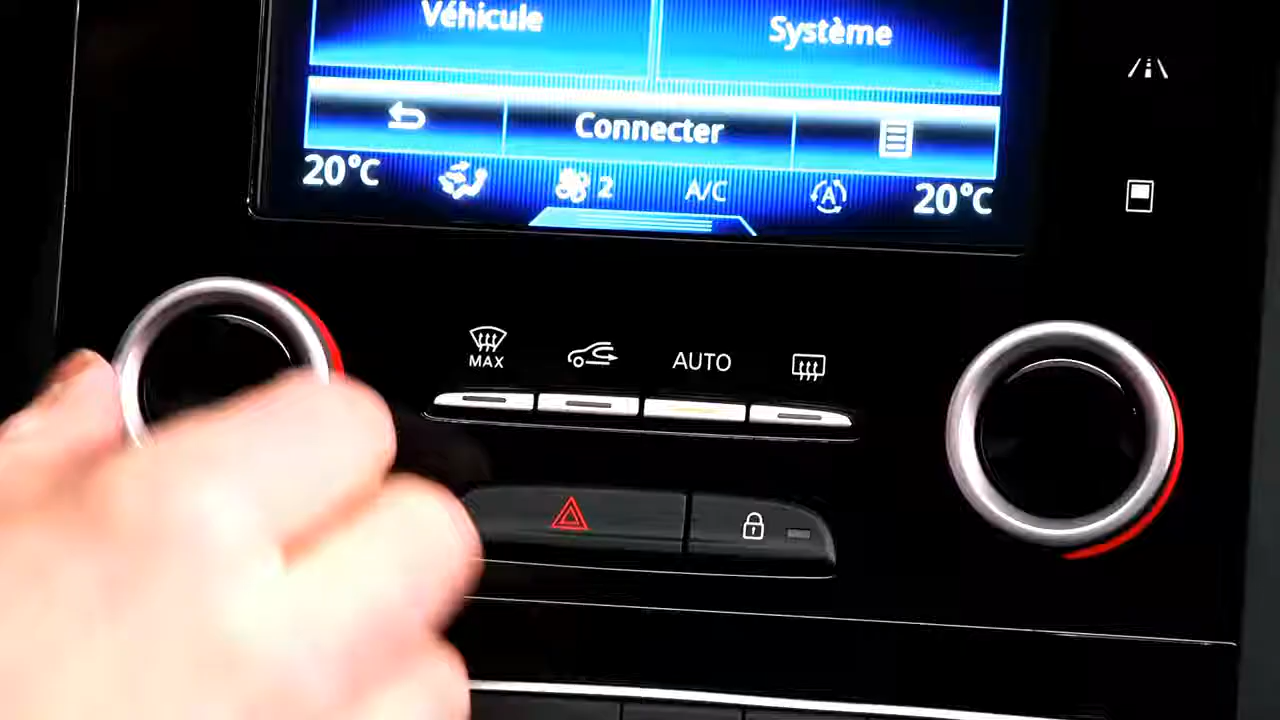 Véhicule
Système
Connecter
20°C
2
A/C
A
20°C
MAX
AUTO